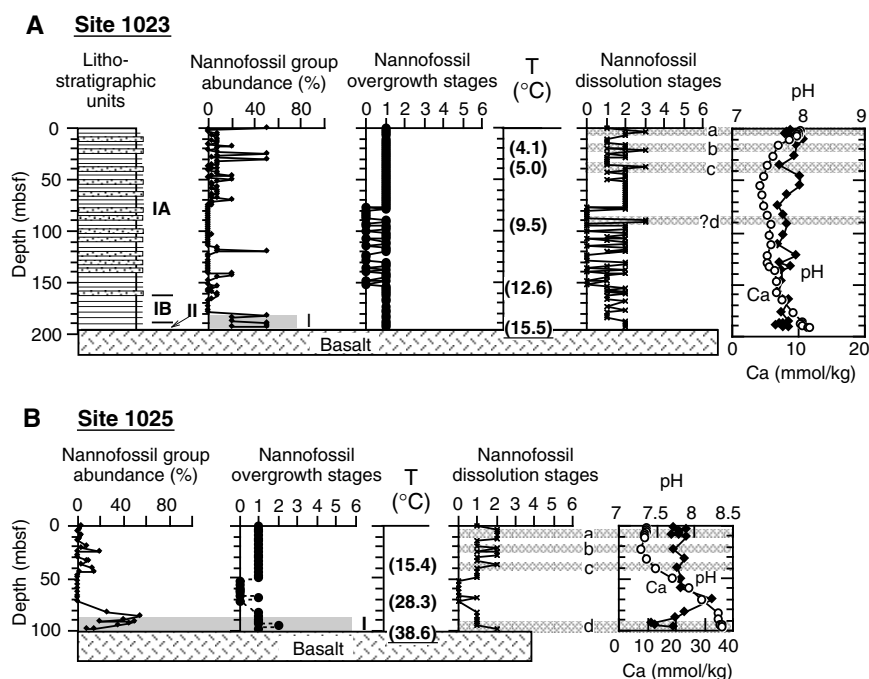 A Site 1023
Litho-
stratigraphic
units
Nannofossil group
abundance (%)
Nannofossil
overgrowth stages
T
(°C)
Nannofossil
dissolution stages
pH
0 40 80
0 1 2 3 4 5 6
0 1 2 3 4 5 6
7 8 9
Depth (mbsf)
0
50
100
150
200
IA
IB
II
I
(4.1)
(5.0)
(9.5)
(12.6)
(15.5)
a
b
c
?d
pH
Ca
Basalt
0 10 20
Ca (mmol/kg)
B Site 1025
Nannofossil group
abundance (%)
Nannofossil
overgrowth stages
T
(°C)
Nannofossil
dissolution stages
pH
0 40 80
0 1 2 3 4 5 6
0 1 2 3 4 5 6
7 7.5 8 8.5
Depth (mbsf)
0
50
100
(15.4)
(28.3)
(38.6)
I
a
b
c
d
Ca
pH
Basalt
0 10 20 30 40
Ca (mmol/kg)